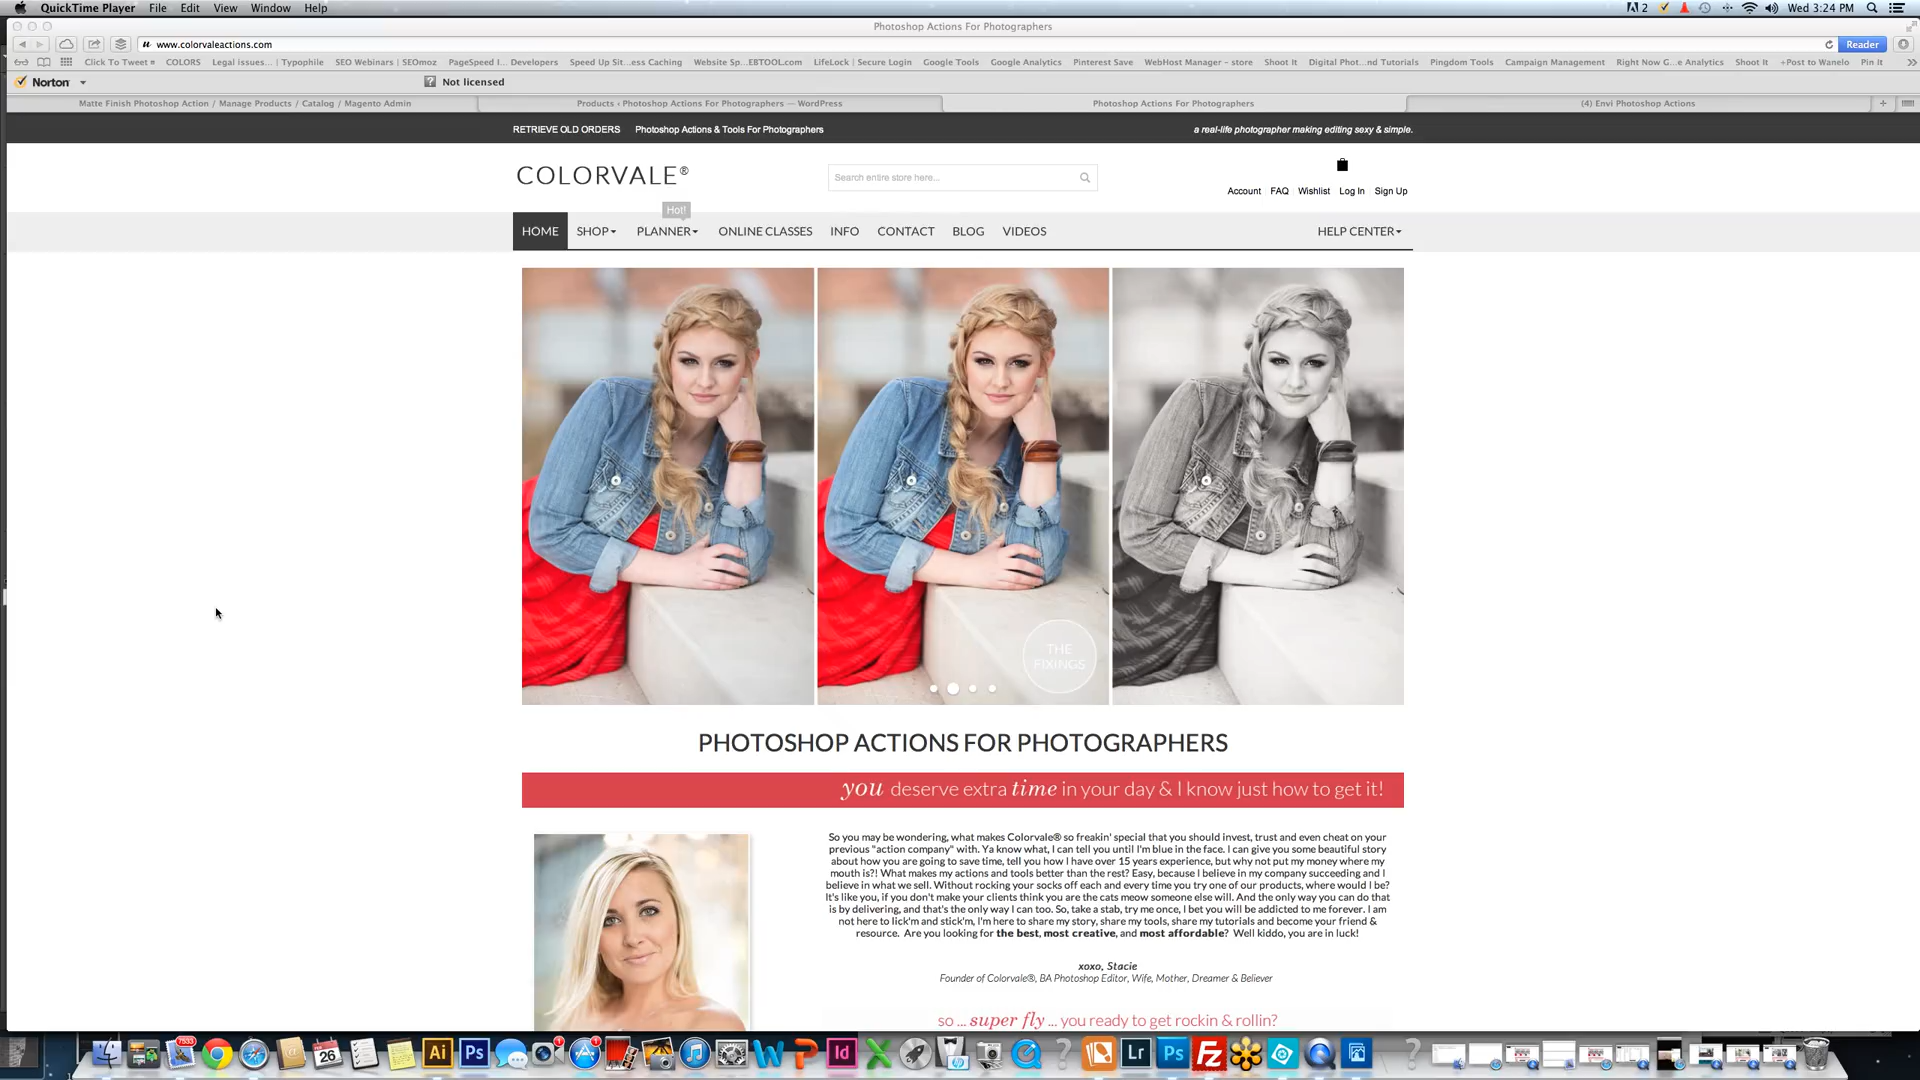 QuickTime Player File Edit View Window Help
2 Wed 3:24 PM
Photoshop Actions For Photographers
www.colorvaleactions.com
Reader
Click To Tweet COLORS Legal issues... | Typophile SEO Webinars | SEOmoz PageSpeed I... Developers Speed Up Sit...ess Caching Website Sp...EBTOOL.com LifeLock | Secure Login Google Tools Google Analytics Pinterest Save WebHost Manager - store Shoot It Digital Phot...nd Tutorials Pingdom Tools Campaign Management Right Now G...e Analytics Shoot It +Post to Wanelo Pin It
Norton
Not licensed
Matte Finish Photoshop Action / Manage Products / Catalog / Magento Admin
Products ‹ Photoshop Actions For Photographers — WordPress
Photoshop Actions For Photographers
(4) Envi Photoshop Actions
RETRIEVE OLD ORDERS Photoshop Actions & Tools For Photographers
a real-life photographer making editing sexy & simple.
COLORVALE®
Search entire store here...
Account FAQ Wishlist Log In Sign Up
Hot!
HOME SHOP PLANNER ONLINE CLASSES INFO CONTACT BLOG VIDEOS HELP CENTER
THE
FIXINGS
PHOTOSHOP ACTIONS FOR PHOTOGRAPHERS
you deserve extra time in your day & I know just how to get it!
So you may be wondering, what makes Colorvale® so freakin' special that you should invest, trust and even cheat on your
previous "action company" with. Ya know what, I can tell you until I'm blue in the face. I can give you some beautiful story
about how you are going to save time, tell you how I have over 15 years experience, but why not put my money where my
mouth is?! What makes my actions and tools better than the rest? Easy, because I believe in my company succeeding and I
believe in what we sell. Without rocking your socks off each and every time you try one of our products, where would I be?
It's like you, if you don't make your clients think you are the cats meow someone else will. And the only way you can do that
is by delivering, and that's the only way I can too. So, take a stab, try me once, I bet you will be addicted to me forever. I am
not here to lick'm and stick'm, I'm here to share my story, share my tools, share my tutorials and become your friend &
resource. Are you looking for the best, most creative, and most affordable? Well kiddo, you are in luck!
xoxo, Stacie
Founder of Colorvale®, BA Photoshop Editor, Wife, Mother, Dreamer & Believer
so ... super fly ... you ready to get rockin & rollin?
7533
26
Ai
Ps
1
1
Id
Lr
Ps